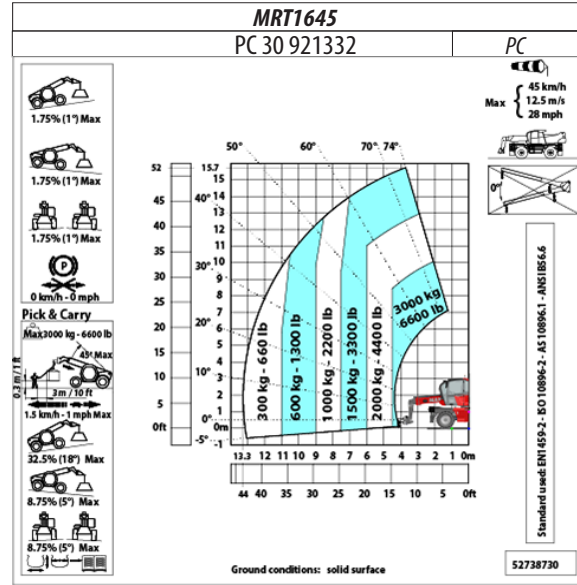 MRT1645
PC 30 921332
PC
1.75% (1°) Max
1.75% (1°) Max
1.75% (1°) Max
P
0 km/h - 0 mph
Pick & Carry
Max 3000 kg - 6600 lb
45° Max
0.3 m / 1 ft
3 m / 10 ft
1.5 km/h - 1 mph Max
32.5% (18°) Max
8.75% (5°) Max
8.75% (5°) Max
Max
45 km/h
12.5 m/s
28 mph
0°
50°
60°
70°
74°
40°
30°
20°
10°
0°
-5°
52
45
40
35
30
25
20
15
10
5
0ft
15.7
15
14
13
12
11
10
9
8
7
6
5
4
3
2
1
0m
-1
300 kg - 660 lb
600 kg - 1300 lb
1000 kg - 2200 lb
1500 kg - 3300 lb
2000 kg - 4400 lb
3000 kg
6600 lb
13.3 12 11 10 9 8 7 6 5 4 3 2 1 0m
44 40 35 30 25 20 15 10 5 0ft
Ground conditions: solid surface
Standard used: EN1459-2 - ISO 10896-2 - AS 10896.1 - ANSI B56.6
52738730